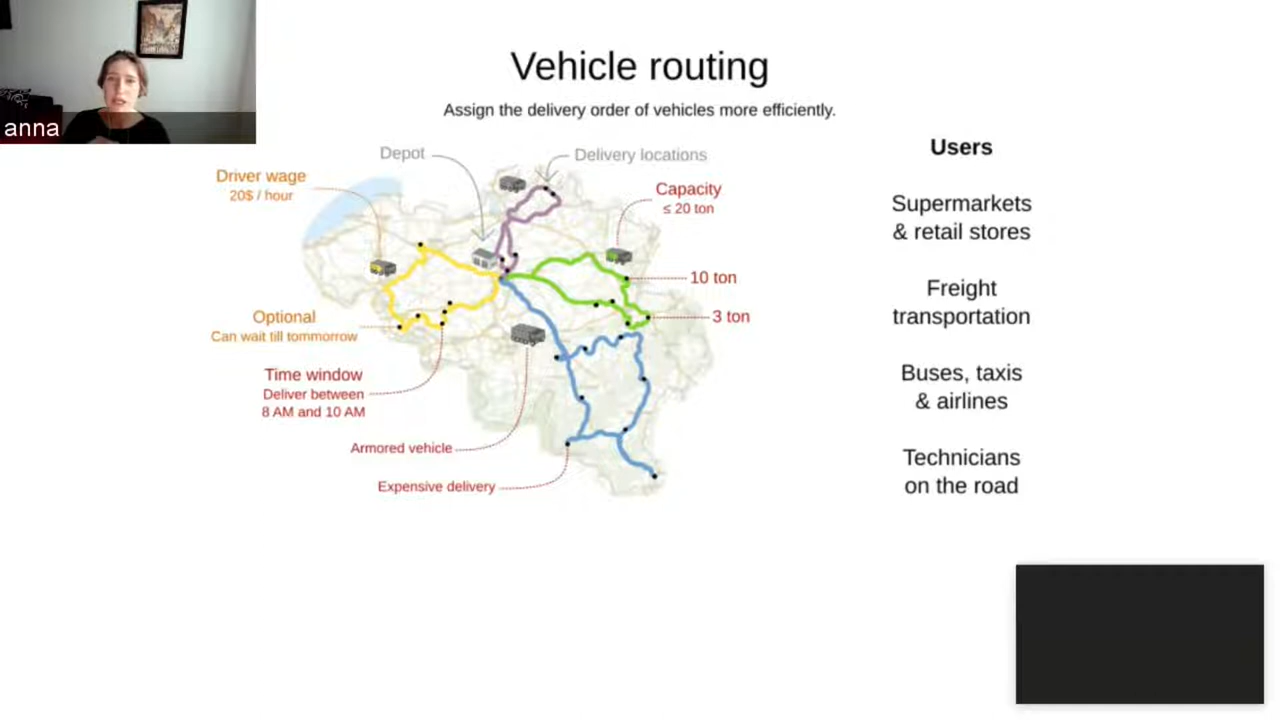 anna
Vehicle routing
Assign the delivery order of vehicles more efficiently.
Depot
Delivery locations
Driver wage
20$ / hour
Capacity
≤ 20 ton
10 ton
3 ton
Optional
Can wait till tommorrow
Time window
Deliver between
8 AM and 10 AM
Armored vehicle
Expensive delivery
Users
Supermarkets
& retail stores
Freight
transportation
Buses, taxis
& airlines
Technicians
on the road